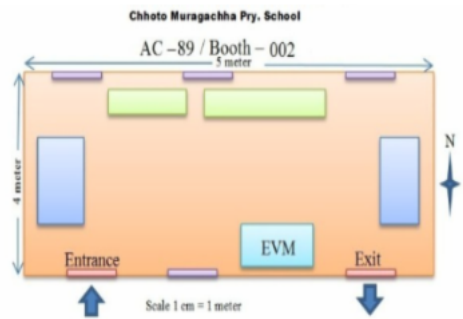 Chhoto Muragachha Pry. School
AC -89 / Booth - 002
5 meter
4 meter
N
EVM
Entrance
Exit
Scale 1 cm = 1 meter